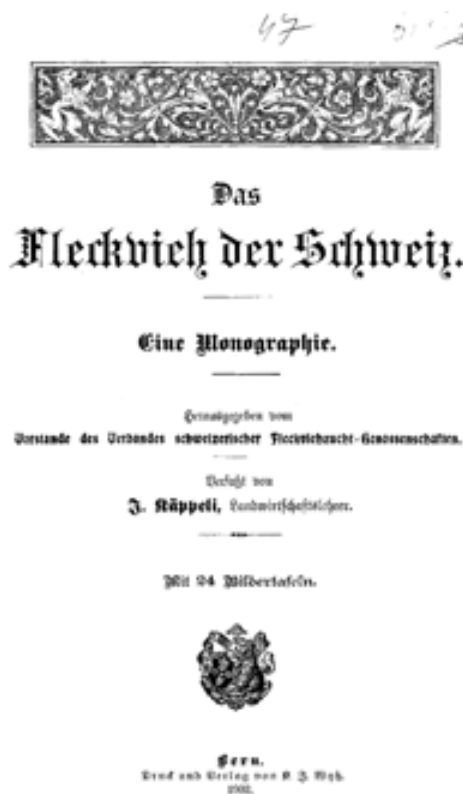 47
Das
Fleckvieh der Schweiz.
Eine Monographie.
Herausgegeben vom
Vorstande des Verbandes schweizerischer Fleckviehzucht-Genossenschaften.
Verfaßt von
J. Käppeli, Landwirtschaftslehrer.
Mit 24 Bildertafeln.
Bern.
Druck und Verlag von K. J. Wyß.